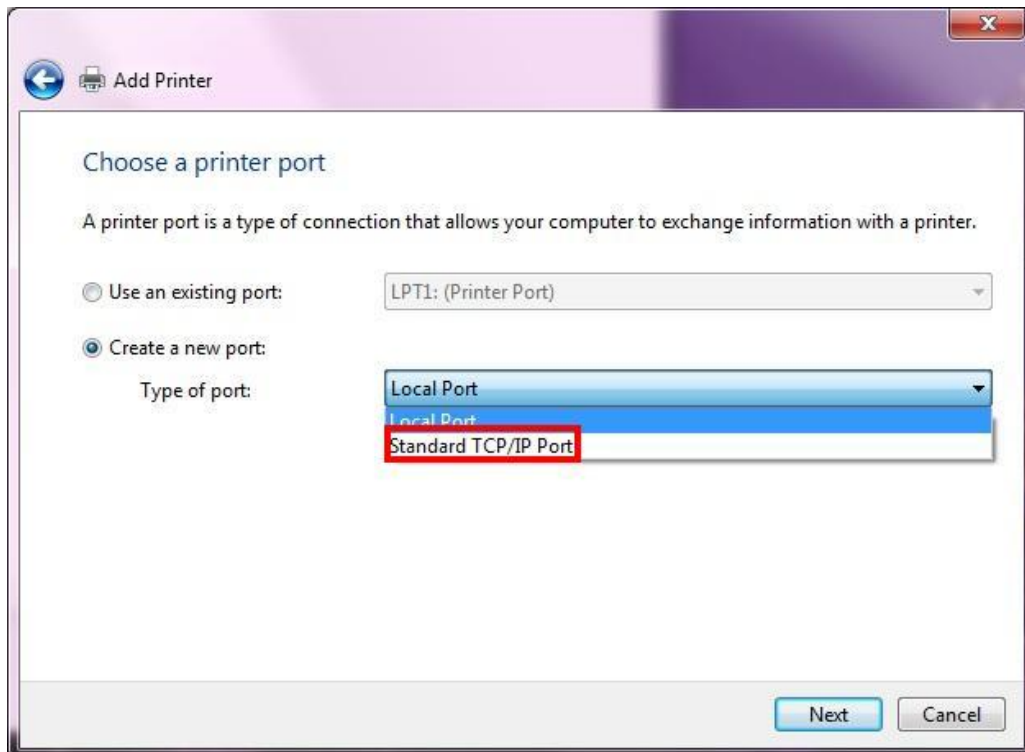 X
Add Printer
Choose a printer port
A printer port is a type of connection that allows your computer to exchange information with a printer.
Use an existing port: LPT1: (Printer Port)
Create a new port:
Type of port: Local Port
Local Port
Standard TCP/IP Port
Next Cancel